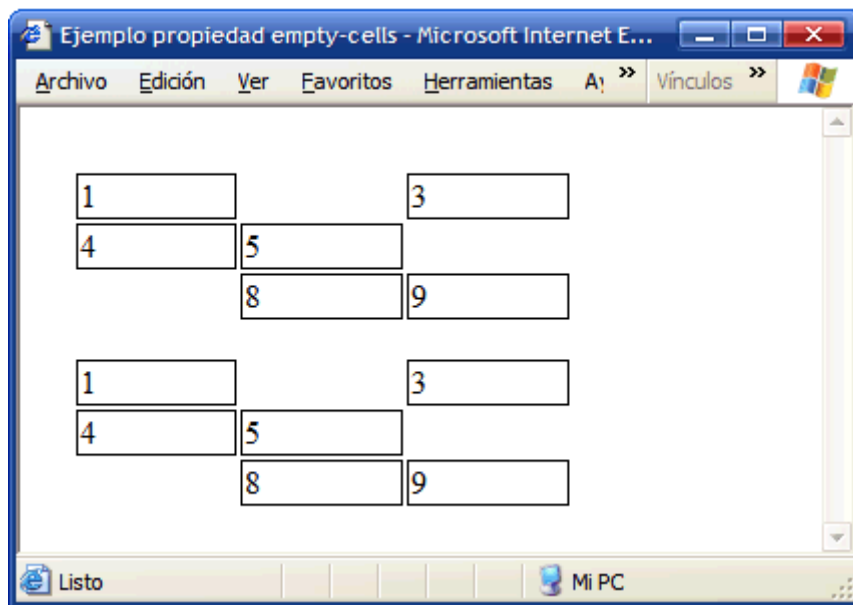 Ejemplo propiedad empty-cells - Microsoft Internet E...
Archivo Edición Ver Favoritos Herramientas Ay » Vínculos »
1 3
4 5
8 9
1 3
4 5
8 9
Listo Mi PC